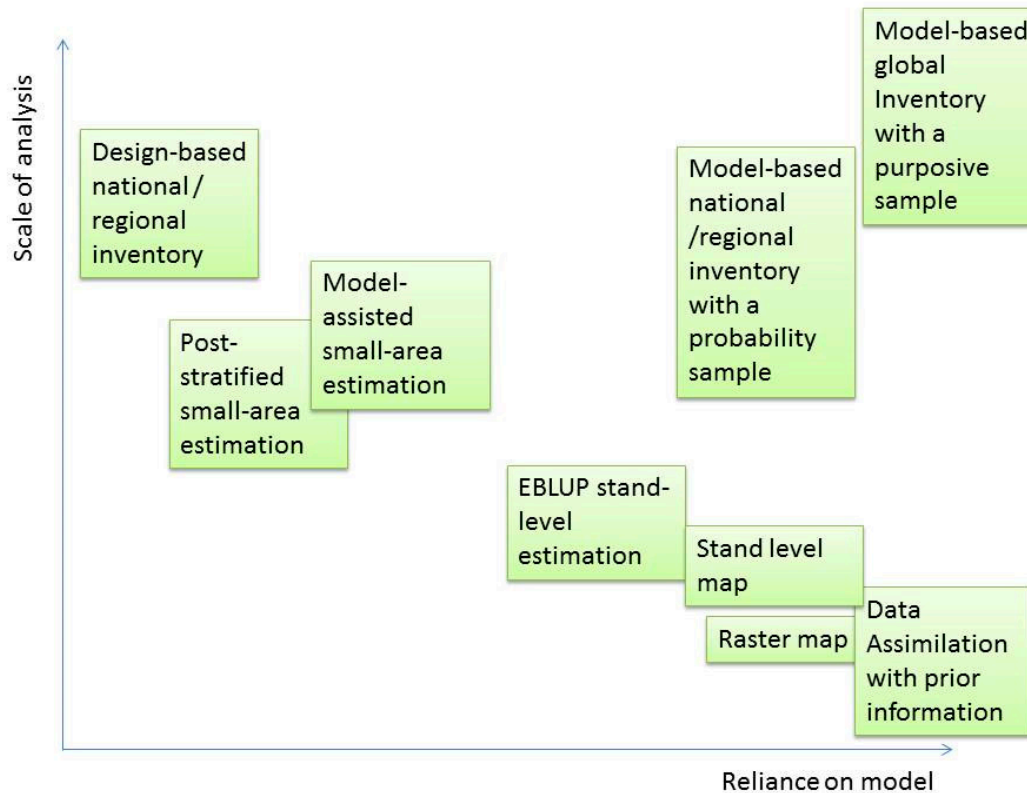 Scale of analysis
Design-based
national /
regional
inventory
Post-
stratified
small-area
estimation
Model-
assisted
small-area
estimation
EBLUP stand-
level
estimation
Model-based
national
/regional
inventory
with a
probability
sample
Model-based
global
Inventory
with a
purposive
sample
Stand level
map
Raster map
Data
Assimilation
with prior
information
Reliance on model